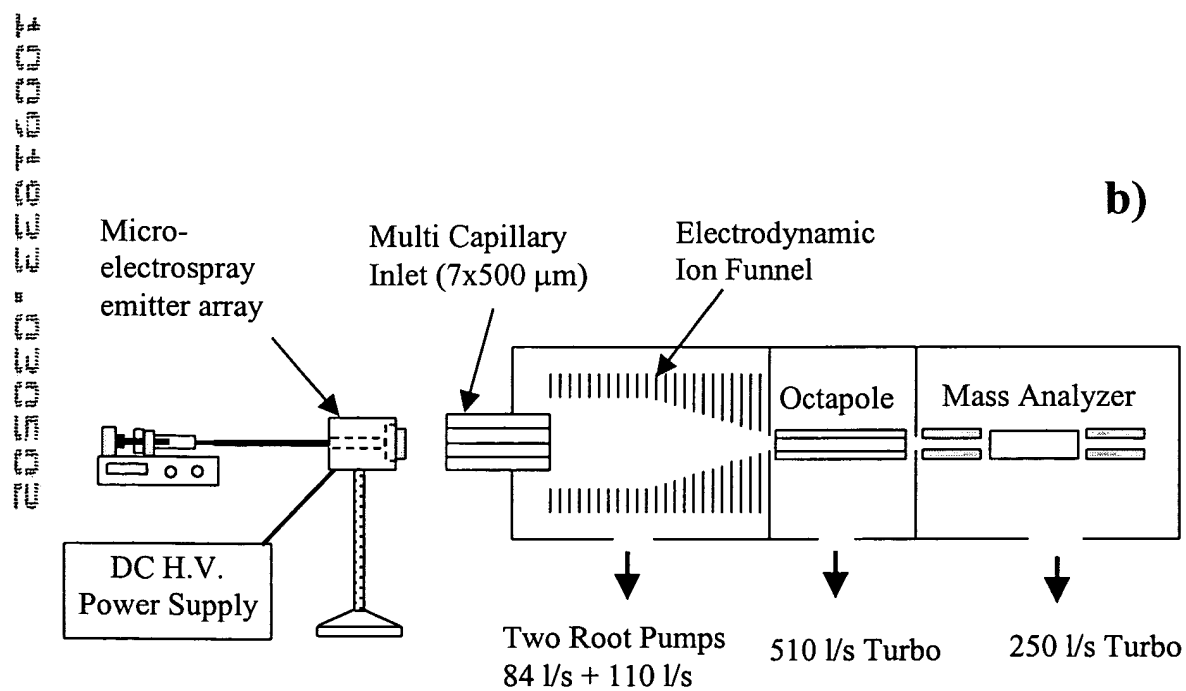 b)
Micro-
electrospray
emitter array
Multi Capillary
Inlet (7x500 μm)
Electrodynamic
Ion Funnel
Octapole
Mass Analyzer
DC H.V.
Power Supply
Two Root Pumps
84 l/s + 110 l/s
510 l/s Turbo
250 l/s Turbo